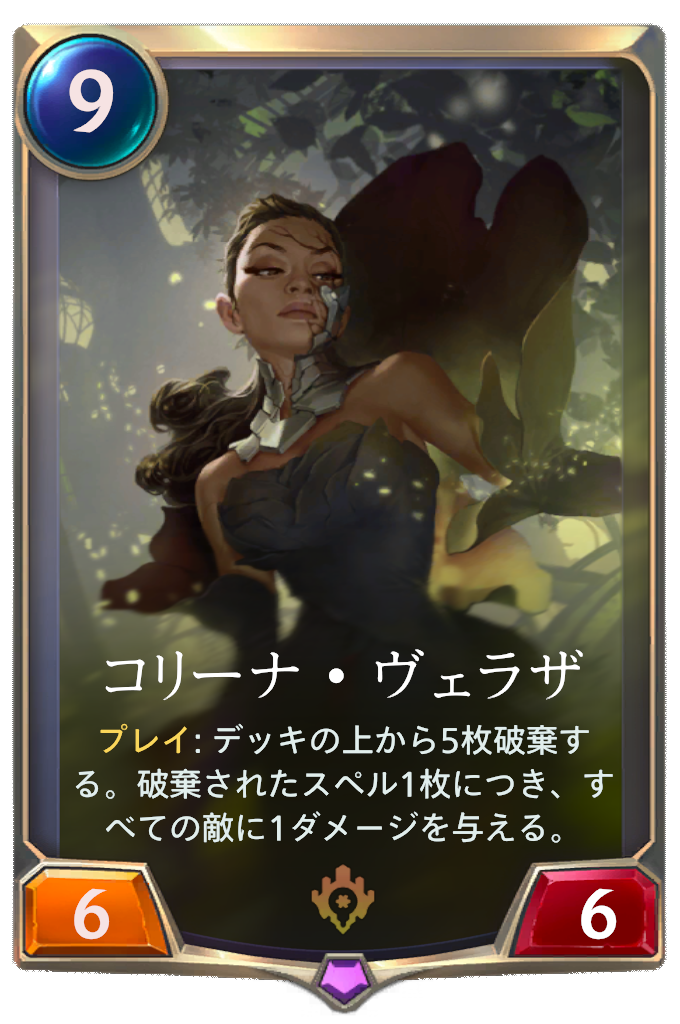 9
コリーナ・ヴェラザ
プレイ: デッキの上から5枚破棄す
る。破棄されたスペル1枚につき、す
べての敵に1ダメージを与える。
6
6